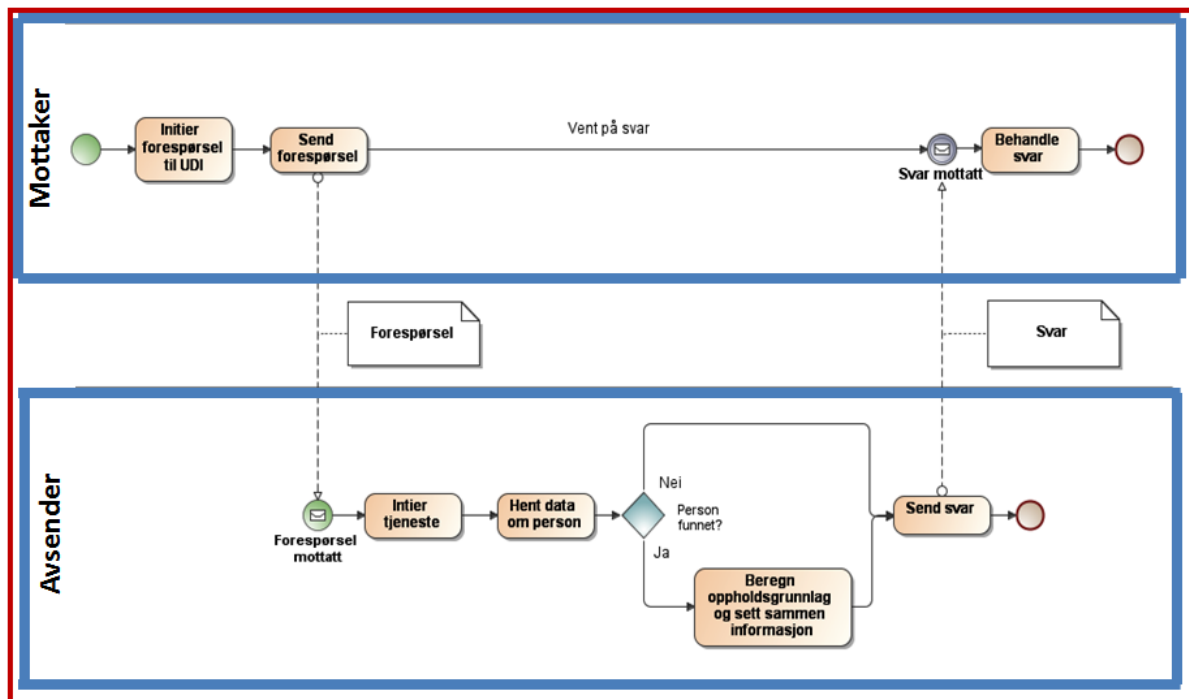 Mottaker
Initier
forespørsel
til UDI
Send
forespørsel
Vent på svar
Svar mottatt
Behandle
svar
Forespørsel
Svar
Avsender
Forespørsel
mottatt
Intier
tjeneste
Hent data
om person
Nei
Person
funnet?
Ja
Beregn
oppholdsgrunnlag
og sett sammen
informasjon
Send svar